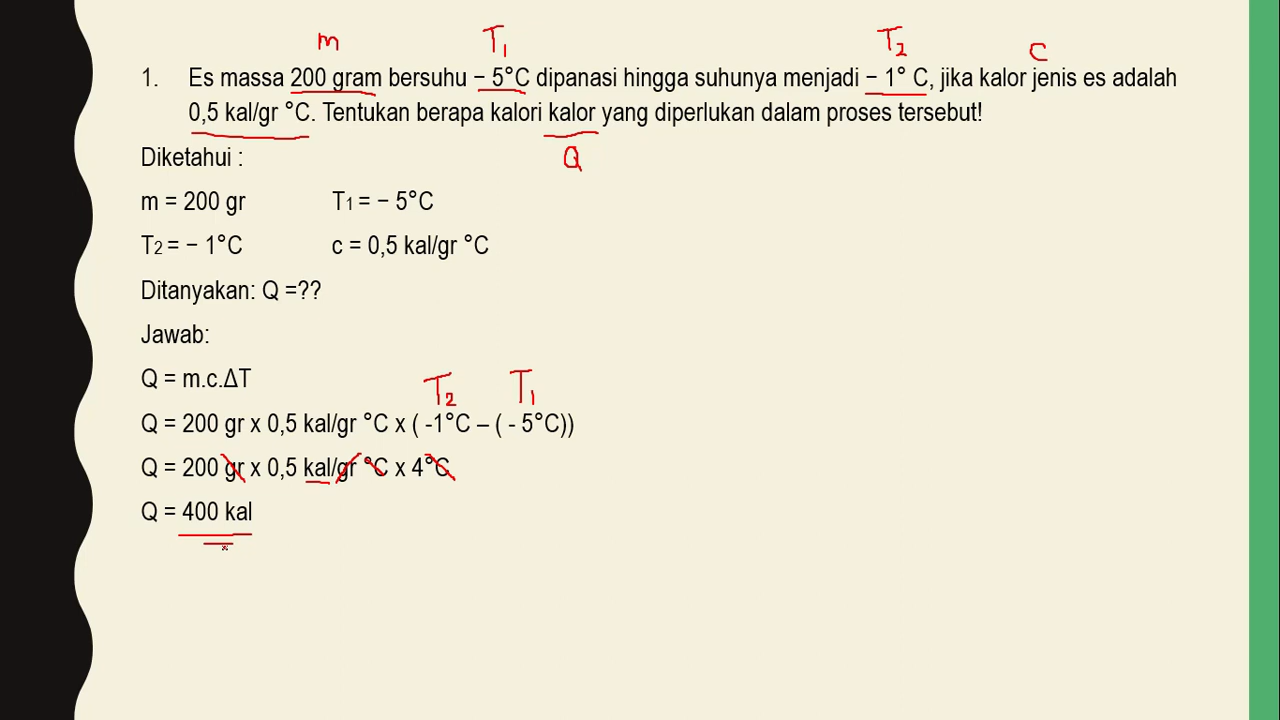 m T₁ T₂ c
1. Es massa 200 gram bersuhu − 5°C dipanasi hingga suhunya menjadi − 1° C, jika kalor jenis es adalah
0,5 kal/gr °C. Tentukan berapa kalori kalor yang diperlukan dalam proses tersebut!
Q
Diketahui :
m = 200 gr T1 = − 5°C
T2 = − 1°C c = 0,5 kal/gr °C
Ditanyakan: Q =??
Jawab:
Q = m.c.ΔT
T₂ T₁
Q = 200 gr x 0,5 kal/gr °C x ( -1°C – ( - 5°C))
Q = 200 gr x 0,5 kal/gr °C x 4°C
Q = 400 kal